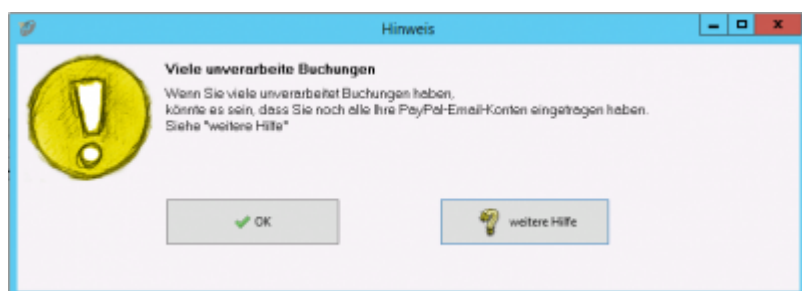 Hinweis
Viele unverarbeite Buchungen
Wenn Sie viele unverarbeitet Buchungen haben,
könnte es sein, dass Sie noch alle Ihre PayPal-Email-Konten eingetragen haben.
Siehe "weitere Hilfe"
OK
weitere Hilfe